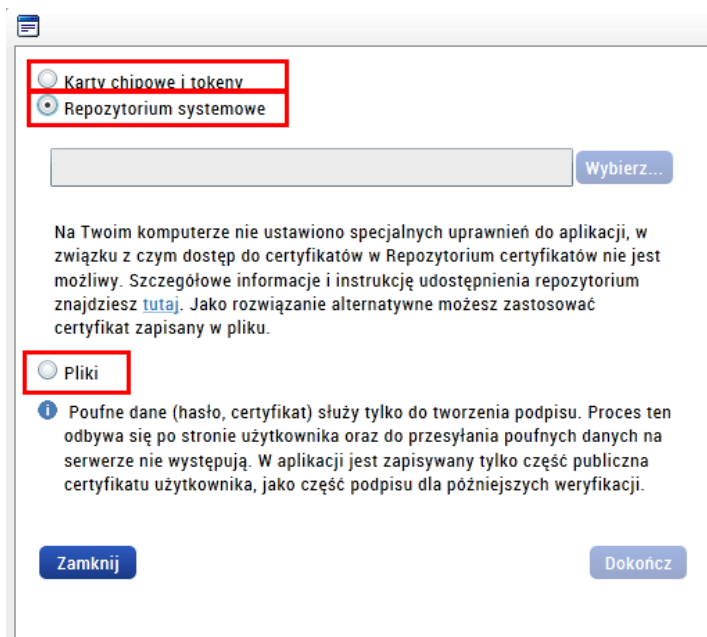 Karty chipowe i tokeny
Repozytorium systemowe
Wybierz...
Na Twoim komputerze nie ustawiono specjalnych uprawnień do aplikacji, w
związku z czym dostęp do certyfikatów w Repozytorium certyfikatów nie jest
możliwy. Szczegółowe informacje i instrukcję udostępnienia repozytorium
znajdziesz tutaj. Jako rozwiązanie alternatywne możesz zastosować
certyfikat zapisany w pliku.
Pliki
Poufne dane (hasło, certyfikat) służy tylko do tworzenia podpisu. Proces ten
odbywa się po stronie użytkownika oraz do przesyłania poufnych danych na
serwerze nie występują. W aplikacji jest zapisywany tylko część publiczna
certyfikatu użytkownika, jako część podpisu dla późniejszych weryfikacji.
Zamknij
Dokończ